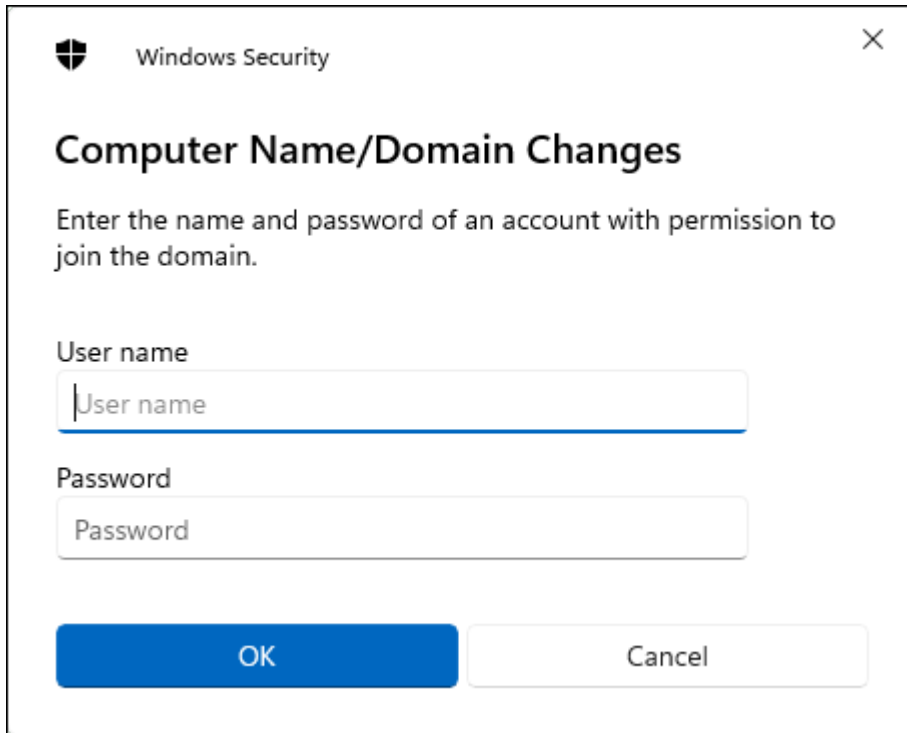 Windows Security
Computer Name/Domain Changes
Enter the name and password of an account with permission to
join the domain.
User name
User name
Password
Password
OK
Cancel